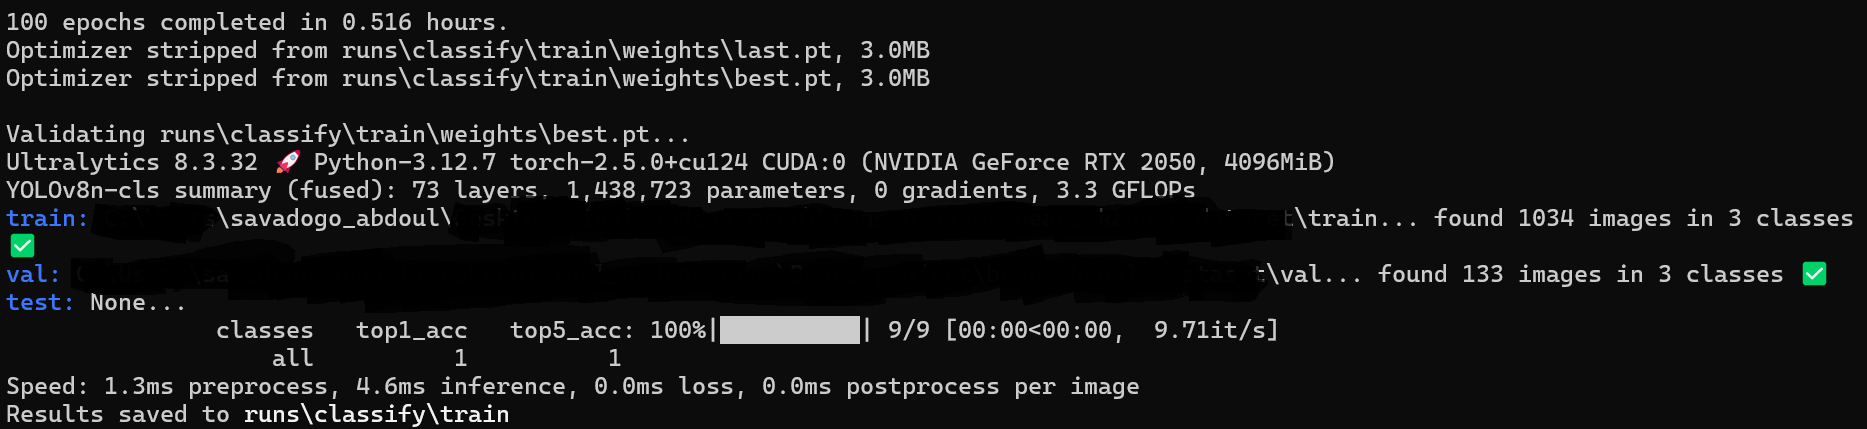 100 epochs completed in 0.516 hours.
Optimizer stripped from runs\classify\train\weights\last.pt, 3.0MB
Optimizer stripped from runs\classify\train\weights\best.pt, 3.0MB
Validating runs\classify\train\weights\best.pt...
Ultralytics 8.3.32 🚀 Python-3.12.7 torch-2.5.0+cu124 CUDA:0 (NVIDIA GeForce RTX 2050, 4096MiB)
YOLOv8n-cls summary (fused): 73 layers, 1,438,723 parameters, 0 gradients, 3.3 GFLOPs
train: \savadogo_abdoul\ \train... found 1034 images in 3 classes
✅
val: \val... found 133 images in 3 classes ✅
test: None...
classes top1_acc top5_acc: 100%|██████████| 9/9 [00:00<00:00, 9.71it/s]
all 1 1
Speed: 1.3ms preprocess, 4.6ms inference, 0.0ms loss, 0.0ms postprocess per image
Results saved to runs\classify\train